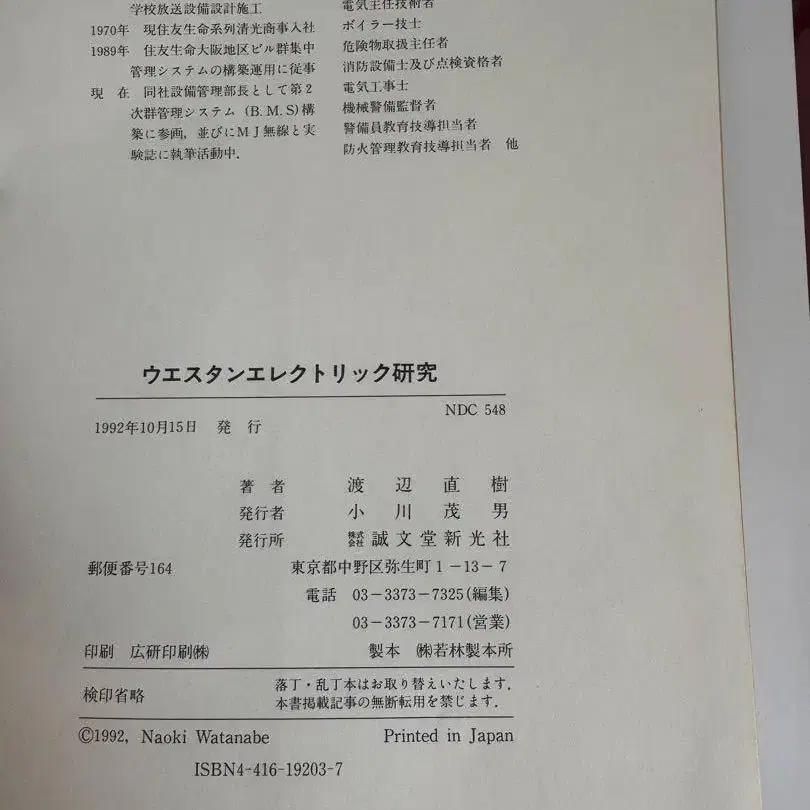 学校放送設備設計施工
1970年 現住友生命系列清光商事入社
1989年 住友生命大阪地区ビル群集中
管理システムの構築運用に従事
現 在 同社設備管理部長として第2
次群管理システム (B.M.S)構
築に参画，並びにMJ無線と実
験誌に執筆活動中．
電気主任技術者
ボイラー技士
危険物取扱主任者
消防設備士及び点検資格者
電気工事士
機械警備監督者
警備員教育技導担当者
防火管理教育技導担当者 他
ウエスタンエレクトリック研究
NDC 548
1992年10月15日 発 行
著 者 渡 辺 直 樹
発行者 小 川 茂 男
発行所 株式会社 誠文堂新光社
郵便番号164 東京都中野区弥生町1-13-7
電話 03-3373-7325(編集)
03-3373-7171(営業)
印刷 広研印刷㈱ 製本 ㈱若林製本所
検印省略
落丁・乱丁本はお取り替えいたします．
本書掲載記事の無断転用を禁じます．
©1992, Naoki Watanabe Printed in Japan
ISBN4-416-19203-7